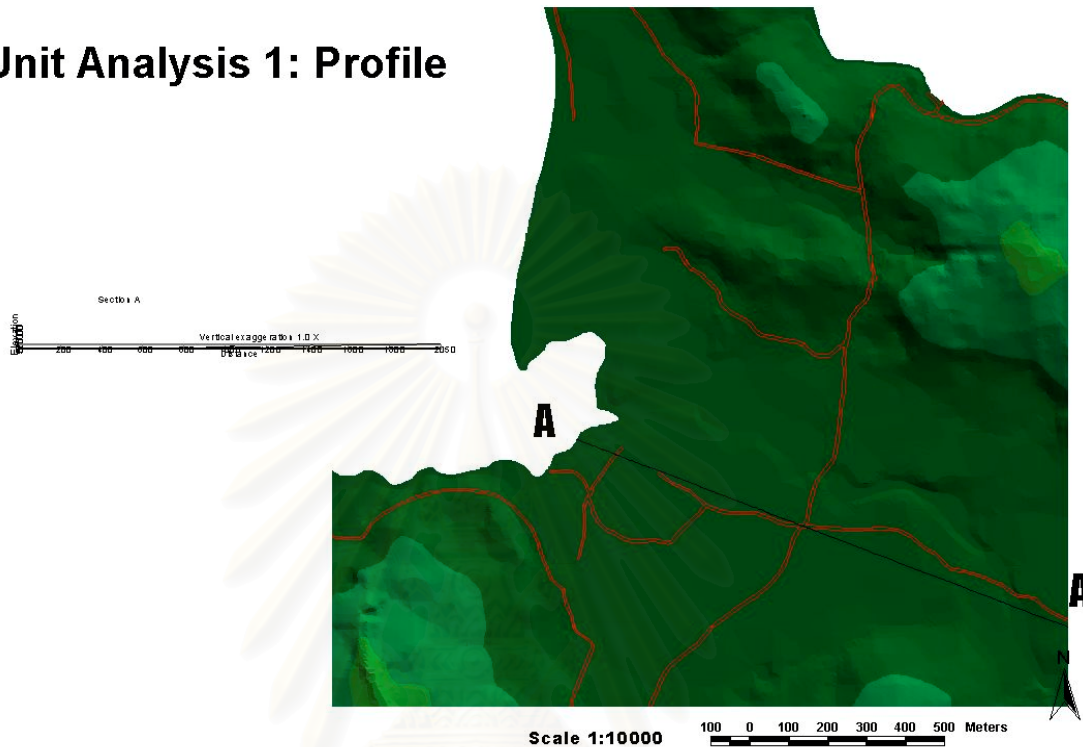 Unit Analysis 1: Profile
Section A
Vertical exaggeration 1.0 X
Elevation
200 400 600 800 1200 1400 1600 1800 2050
Distance
A
A
N
100 0 100 200 300 400 500 Meters
Scale 1:10000